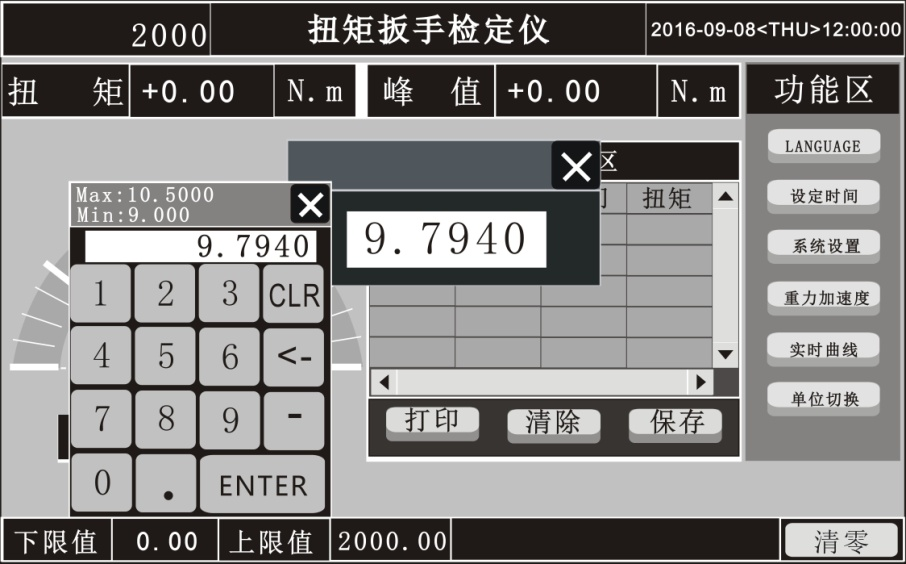 2000 扭矩扳手检定仪 2016-09-08<THU>12:00:00
扭 矩 +0.00 N.m 峰 值 +0.00 N.m 功能区
区
扭矩
Max:10.5000
Min:9.000
9.7940
9.7940
1 2 3 CLR
4 5 6 <-
7 8 9 -
0 . ENTER
打印 清除 保存
LANGUAGE
设定时间
系统设置
重力加速度
实时曲线
单位切换
下限值 0.00 上限值 2000.00 清零